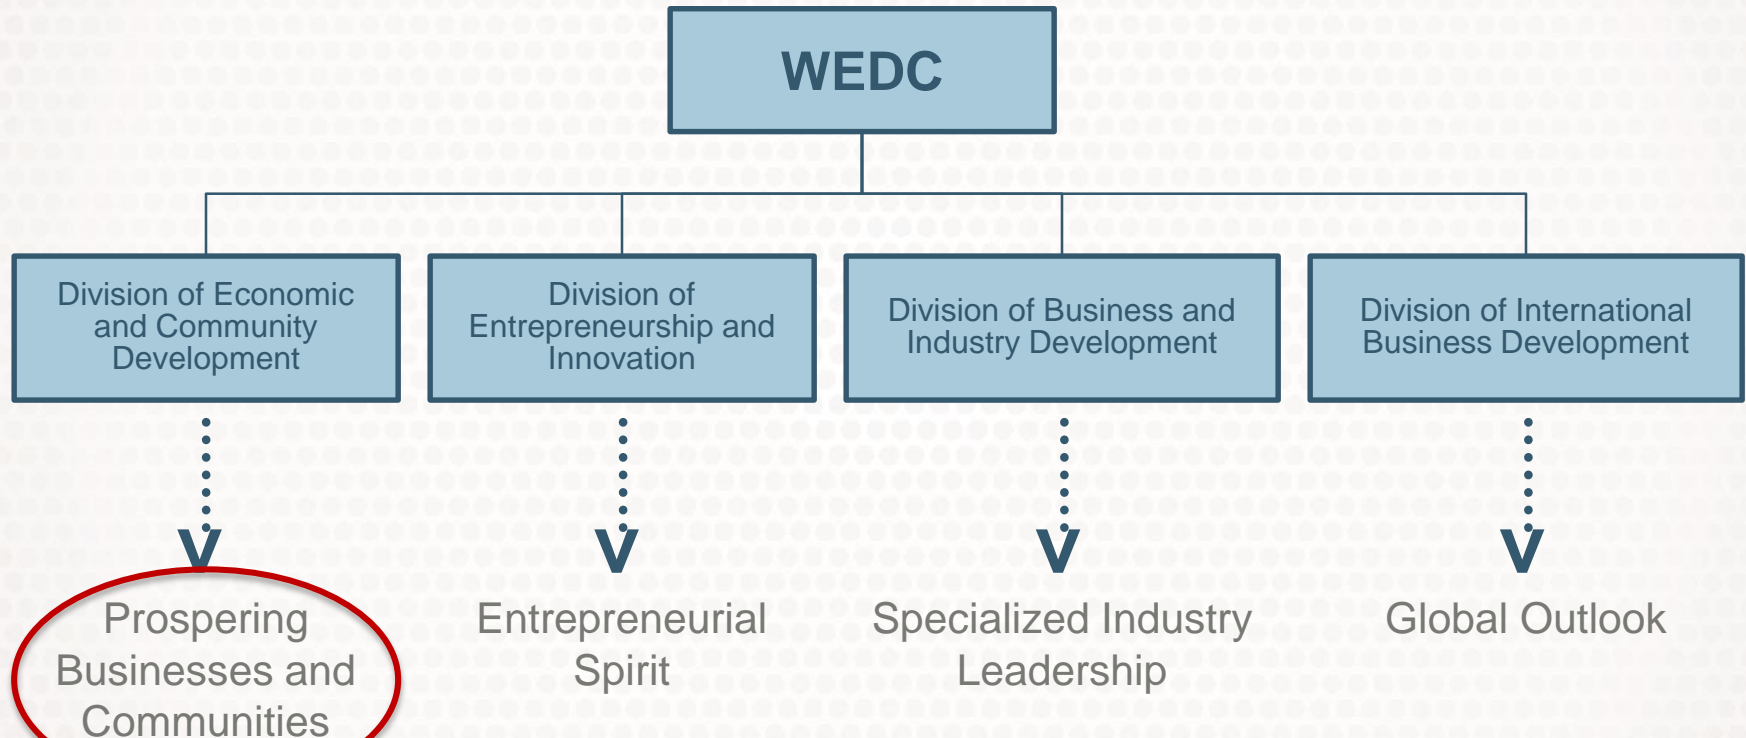 WEDC
Division of Economic
and Community
Development
Division of
Entrepreneurship and
Innovation
Division of Business and
Industry Development
Division of International
Business Development
Prospering
Businesses and
Communities
Entrepreneurial
Spirit
Specialized Industry
Leadership
Global Outlook